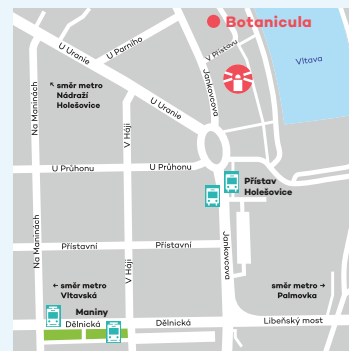 Botanicula
U Parního
U Uranie
V Přístavu
Vltava
Jankovcova
směr metro
Nádraží
Holešovice
Na Maninách
V Háji
U Uranie
U Průhonu
U Průhonu
Přístav
Holešovice
Přístavní
Přístavní
Na Maninách
V Háji
Jankovcova
← směr metro
Vltavská
směr metro →
Palmovka
Maniny
Dělnická
Dělnická
Libeňský most